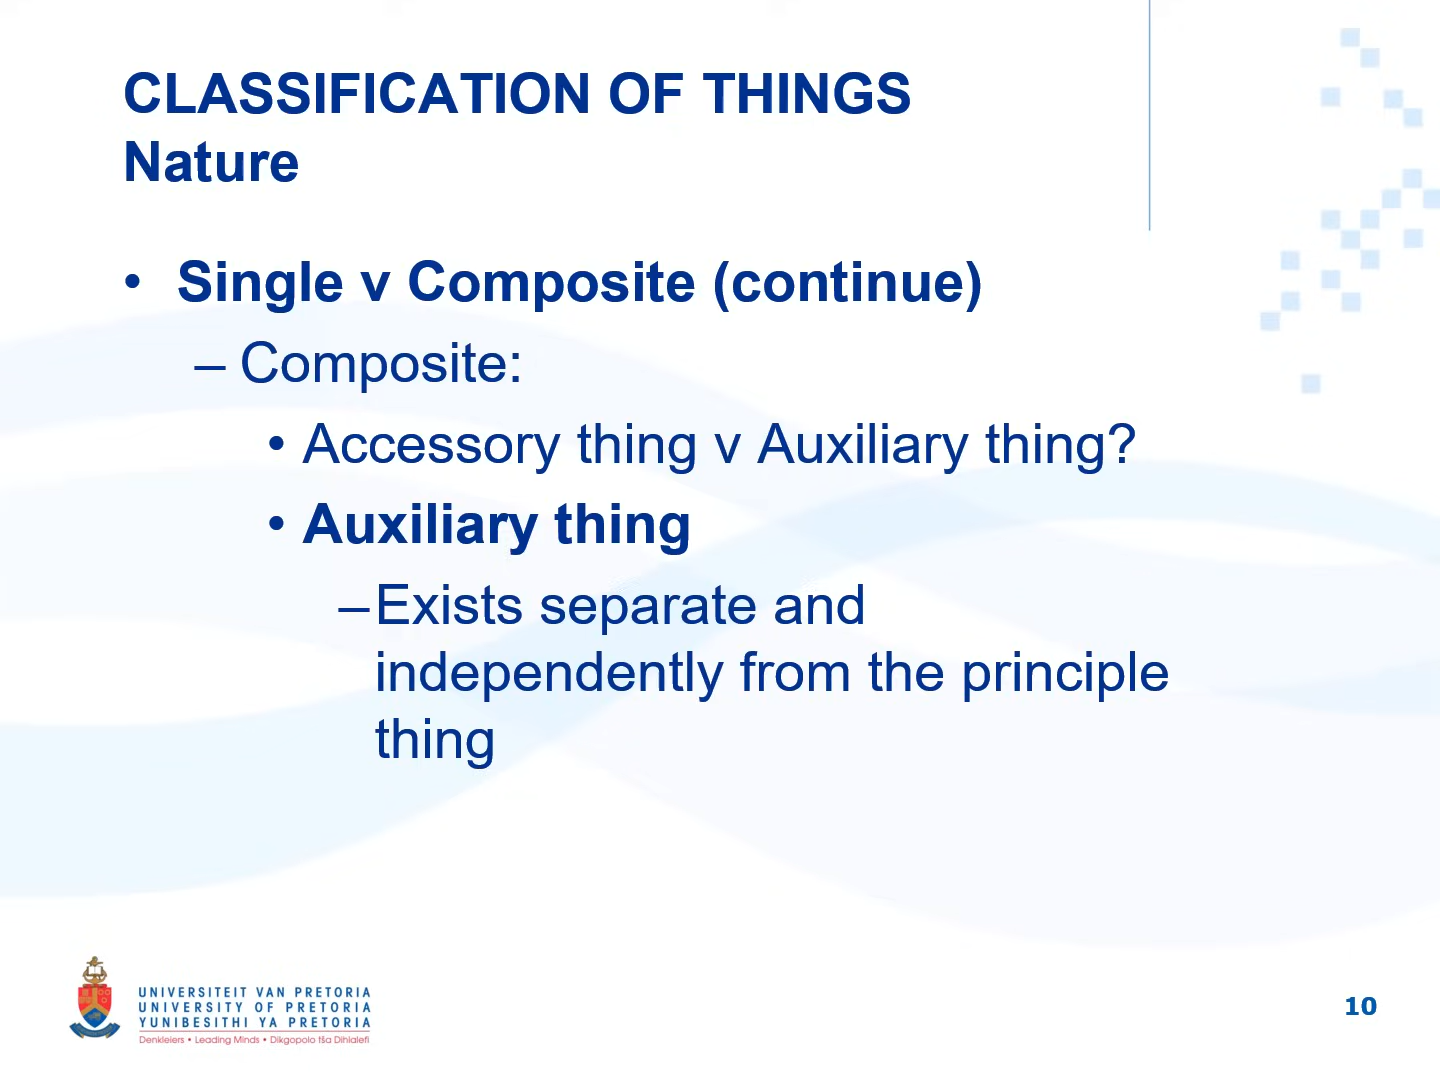 CLASSIFICATION OF THINGS
Nature
• Single v Composite (continue)
– Composite:
• Accessory thing v Auxiliary thing?
• Auxiliary thing
–Exists separate and
independently from the principle
thing
UNIVERSITEIT VAN PRETORIA
UNIVERSITY OF PRETORIA
YUNIBESITHI YA PRETORIA
Denkleiers • Leading Minds • Dikgopolo tša Dihlalefi
10